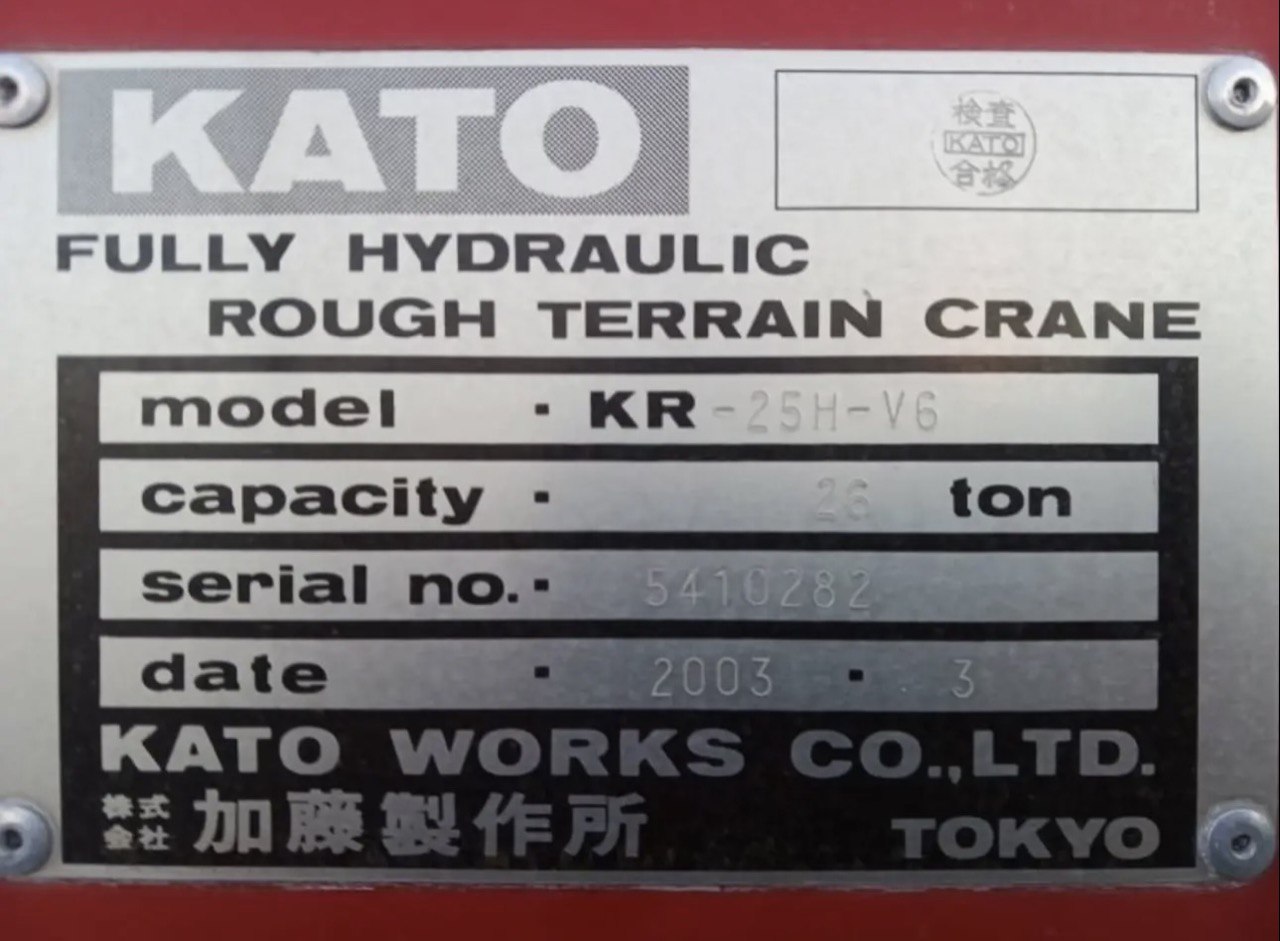 KATO
検査
KATO
合格
FULLY HYDRAULIC
ROUGH TERRAIN CRANE
model · KR-25H-V6
capacity · 26 ton
serial no. · 5410282
date · 2003 · 3
KATO WORKS CO.,LTD.
株式会社 加藤製作所 TOKYO